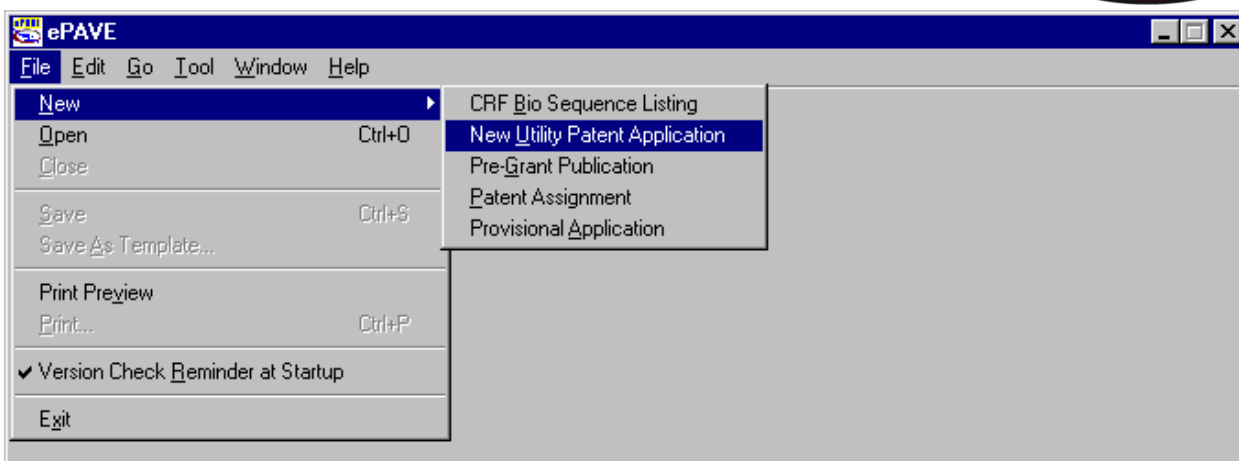 ePAVE
File Edit Go Tool Window Help
New
Open Ctrl+O
Close
Save Ctrl+S
Save As Template...
Print Preview
Print... Ctrl+P
Version Check Reminder at Startup
Exit
CRF Bio Sequence Listing
New Utility Patent Application
Pre-Grant Publication
Patent Assignment
Provisional Application